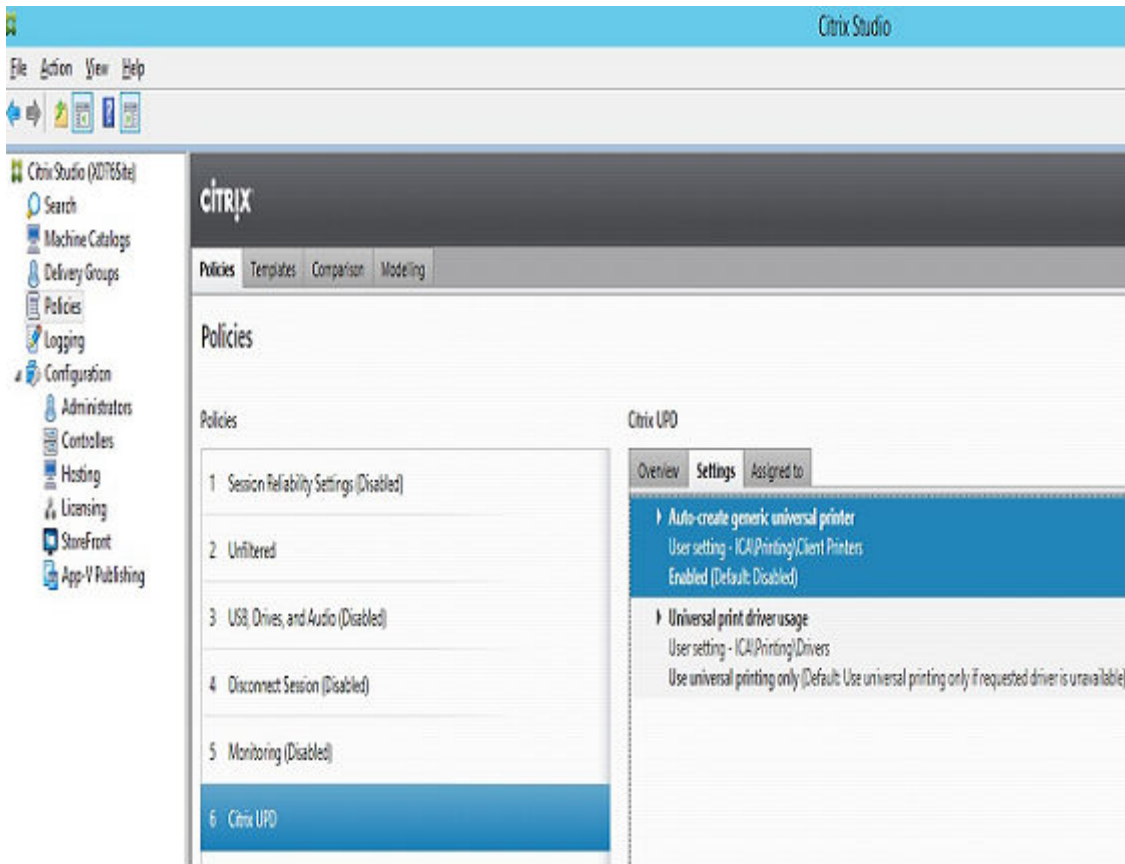 Citrix Studio
File Action View Help
Citrix Studio (XD76Site)
Search
Machine Catalogs
Delivery Groups
Policies
Logging
Configuration
Administrators
Controllers
Hosting
Licensing
StoreFront
App-V Publishing
CİTRIX
Policies Templates Comparison Modeling
Policies
Policies
1 Session Reliability Settings (Disabled)
2 Unfiltered
3 USB, Drives, and Audio (Disabled)
4 Disconnect Session (Disabled)
5 Monitoring (Disabled)
6 Citrix UPD
Citrix UPD
Overview Settings Assigned to
Auto-create generic universal printer
User setting - ICA\Printing\Client Printers
Enabled (Default: Disabled)
Universal print driver usage
User setting - ICA\Printing\Drivers
Use universal printing only (Default: Use universal printing only if requested driver is unavailable)